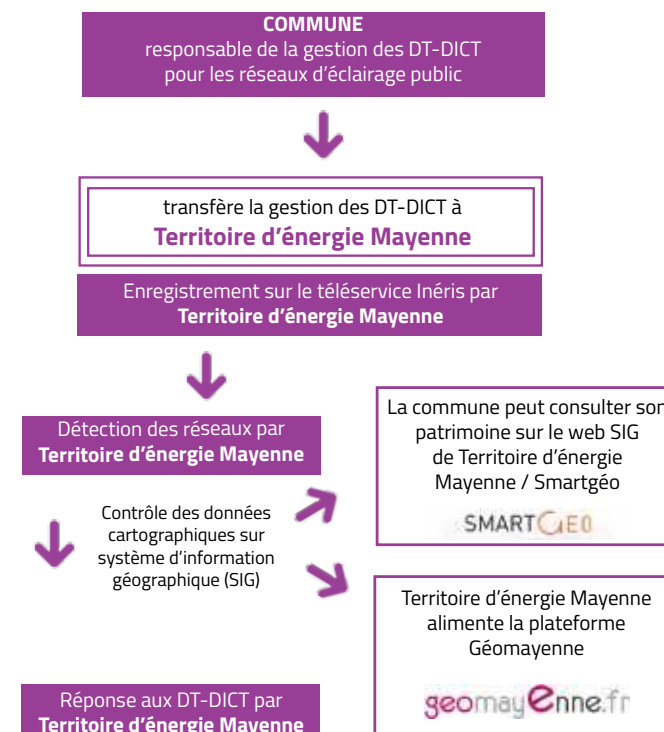 COMMUNE
responsable de la gestion des DT-DICT
pour les réseaux d’éclairage public
transfère la gestion des DT-DICT à
Territoire d’énergie Mayenne
Enregistrement sur le téléservice Inéris par
Territoire d’énergie Mayenne
Détection des réseaux par
Territoire d’énergie Mayenne
Contrôle des données
cartographiques sur
système d’information
géographique (SIG)
La commune peut consulter son
patrimoine sur le web SIG
de Territoire d’énergie
Mayenne / Smartgéo
SMARTGEO
Territoire d’énergie Mayenne
alimente la plateforme
Géomayenne
geomayenne.fr
Réponse aux DT-DICT par
Territoire d’énergie Mayenne